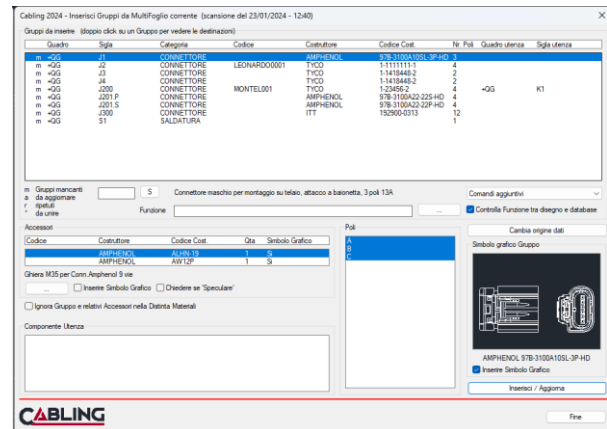 Cabling 2024 - Inserisci Gruppi da MultiFoglio corrente (scansione del 23/01/2024 - 12:40)
Gruppi da inserire (doppio click su un Gruppo per vedere le destinazioni)
Quadro Sigla Categoria Codice Costruttore Codice Cost. Nr. Poli Quadro utenza Sigla utenza
m +QG J1 CONNETTORE AMPHENOL 97B-3100A10SL-3P-HD 3
m +QG J2 CONNETTORE LEONARDO0001 TYCO 1-1111111-1 4
m +QG J3 CONNETTORE TYCO 1-1418448-2 2
m +QG J4 CONNETTORE TYCO 1-1418448-2 2
m +QG J200 CONNETTORE MONTEL001 TYCO 1-23456-2 4 +QG K1
m +QG J201.P CONNETTORE AMPHENOL 97B-3100A22-22S-HD 4
m +QG J201.S CONNETTORE AMPHENOL 97B-3100A22-22P-HD 4
m +QG J300 CONNETTORE ITT 192900-0313 12
m +QG S1 SALDATURA 1
m Gruppi mancanti
a da aggiornare
r ripetuti
* da unire
S
Connettore maschio per montaggio su telaio, attacco a baionetta, 3 poli 13A
Comandi aggiuntivi
Funzione
...
Controlla Funzione tra disegno e database
Accessori
Codice Costruttore Codice Cost. Qta Simbolo Grafico
AMPHENOL ALHN-19 1 Si
AMPHENOL AW12P 1 Si
Ghiera M35 per Conn.Amphenol 9 vie
...
Inserire Simbolo Grafico
Chiedere se 'Speculare'
Ignora Gruppo e relativi Accessori nella Distinta Materiali
Componente Utenza
Poli
A
B
C
Cambia origine dati
Simbolo grafico Gruppo
AMPHENOL 97B-3100A10SL-3P-HD
Inserire Simbolo Grafico
Inserisci / Aggiorna
CABLING
Fine